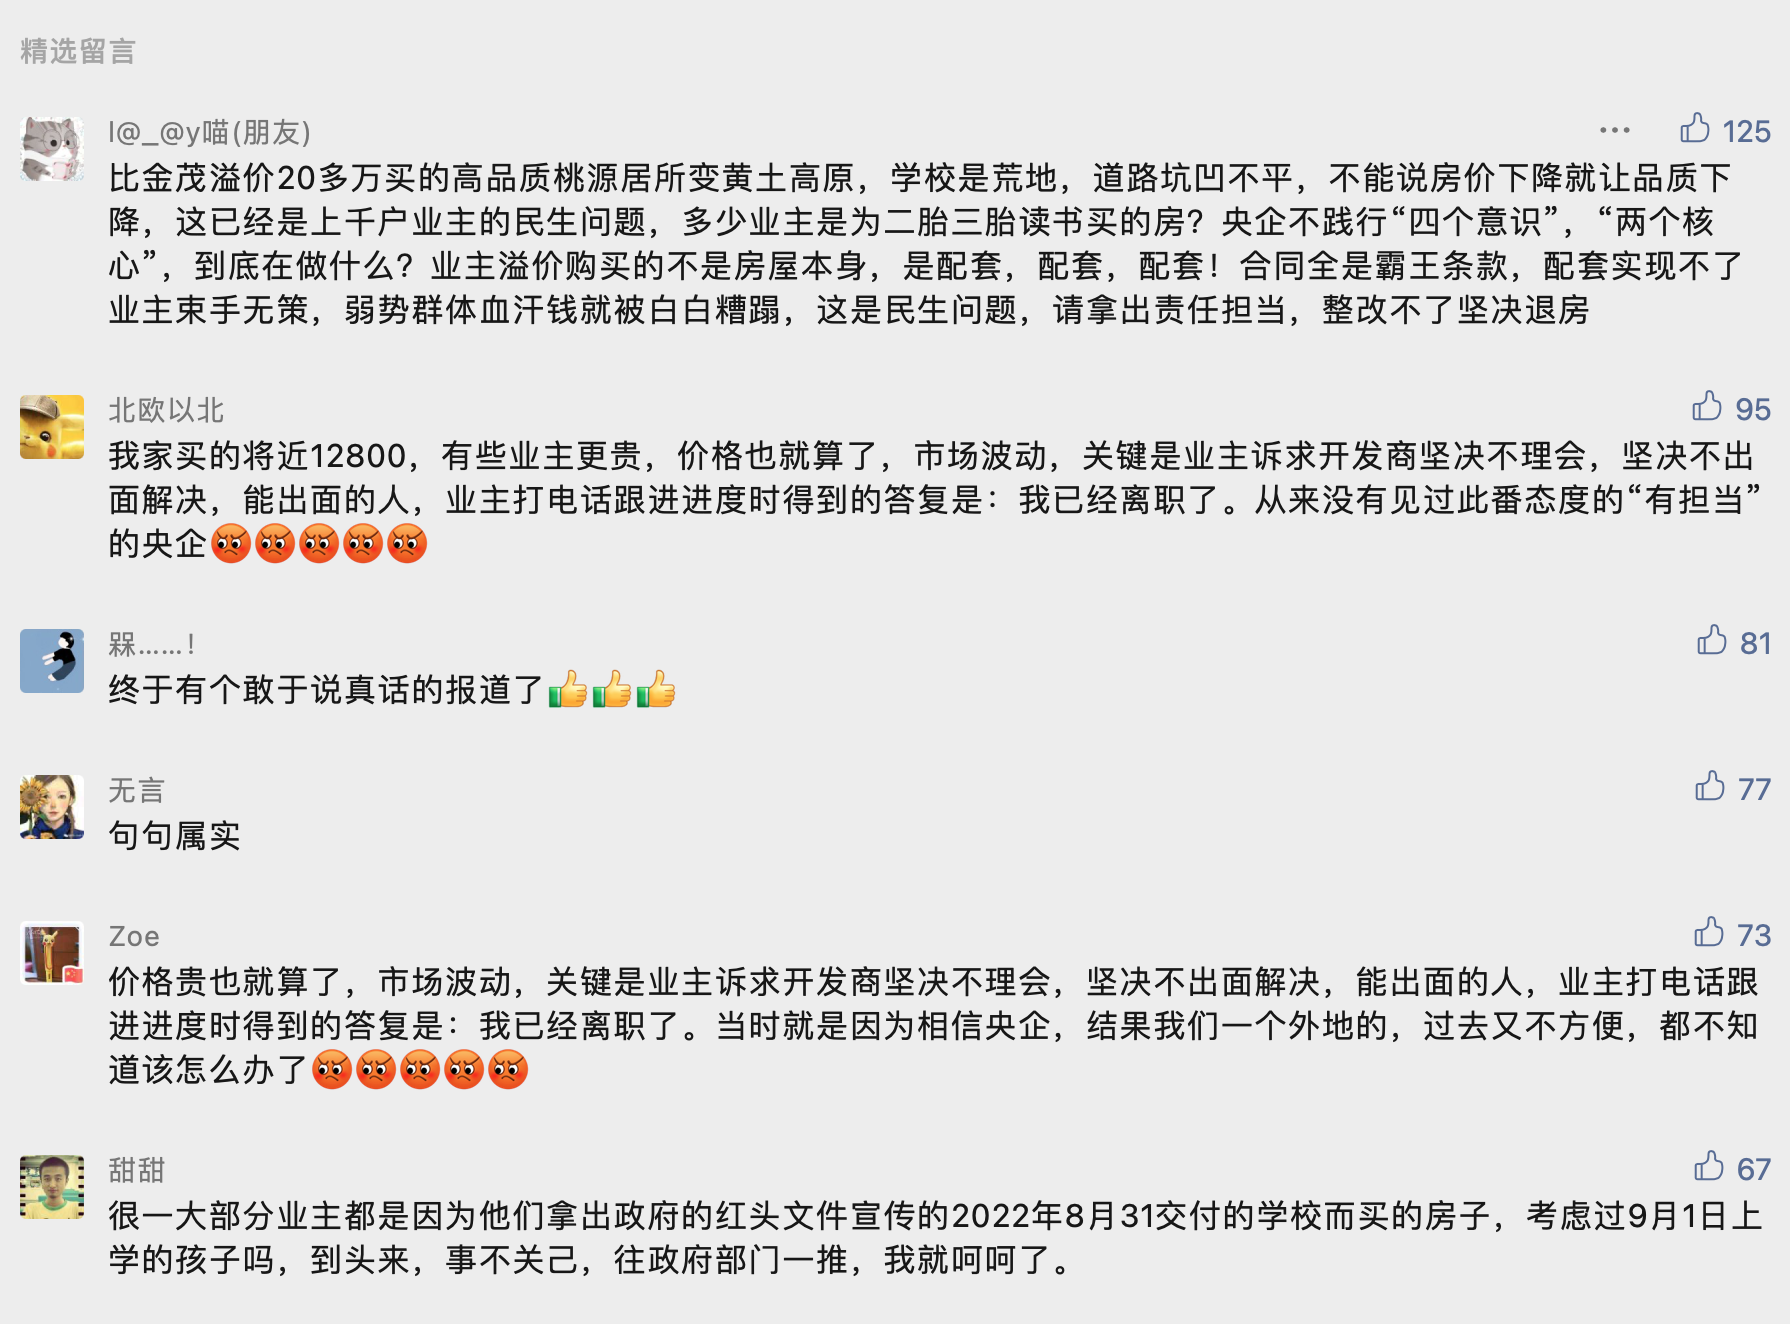 精选留言
l@_@y喵(朋友)
125
比金茂溢价20多万买的高品质桃源居所变黄土高原，学校是荒地，道路坑凹不平，不能说房价下降就让品质下
降，这已经是上千户业主的民生问题，多少业主是为二胎三胎读书买的房？央企不践行“四个意识”，“两个核
心”，到底在做什么？业主溢价购买的不是房屋本身，是配套，配套，配套！合同全是霸王条款，配套实现不了
业主束手无策，弱势群体血汗钱就被白白糟蹋，这是民生问题，请拿出责任担当，整改不了坚决退房
北欧以北
95
我家买的将近12800，有些业主更贵，价格也就算了，市场波动，关键是业主诉求开发商坚决不理会，坚决不出
面解决，能出面的人，业主打电话跟进进度时得到的答复是：我已经离职了。从来没有见过此番态度的“有担当”
的央企😡😡😡😡😡
槑……！
81
终于有个敢于说真话的报道了👍👍👍
无言
77
句句属实
Zoe
73
价格贵也就算了，市场波动，关键是业主诉求开发商坚决不理会，坚决不出面解决，能出面的人，业主打电话跟
进进度时得到的答复是：我已经离职了。当时就是因为相信央企，结果我们一个外地的，过去又不方便，都不知
道该怎么办了😡😡😡😡😡
甜甜
67
很一大部分业主都是因为他们拿出政府的红头文件宣传的2022年8月31交付的学校而买的房子，考虑过9月1日上
学的孩子吗，到头来，事不关己，往政府部门一推，我就呵呵了。